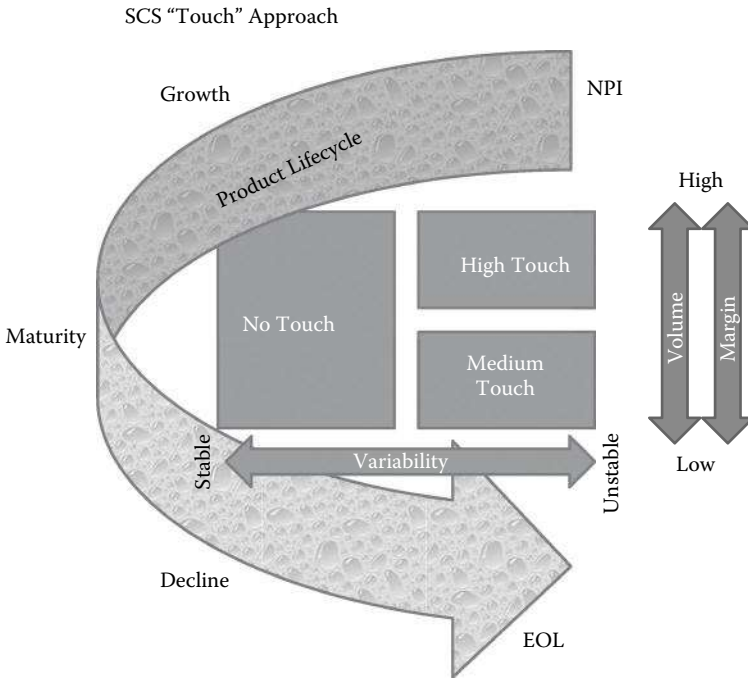 SCS “Touch” Approach
Growth
NPI
Product Lifecycle
High
High Touch
No Touch
Volume
Margin
Maturity
Medium
Touch
Stable
Variability
Unstable
Low
Decline
EOL